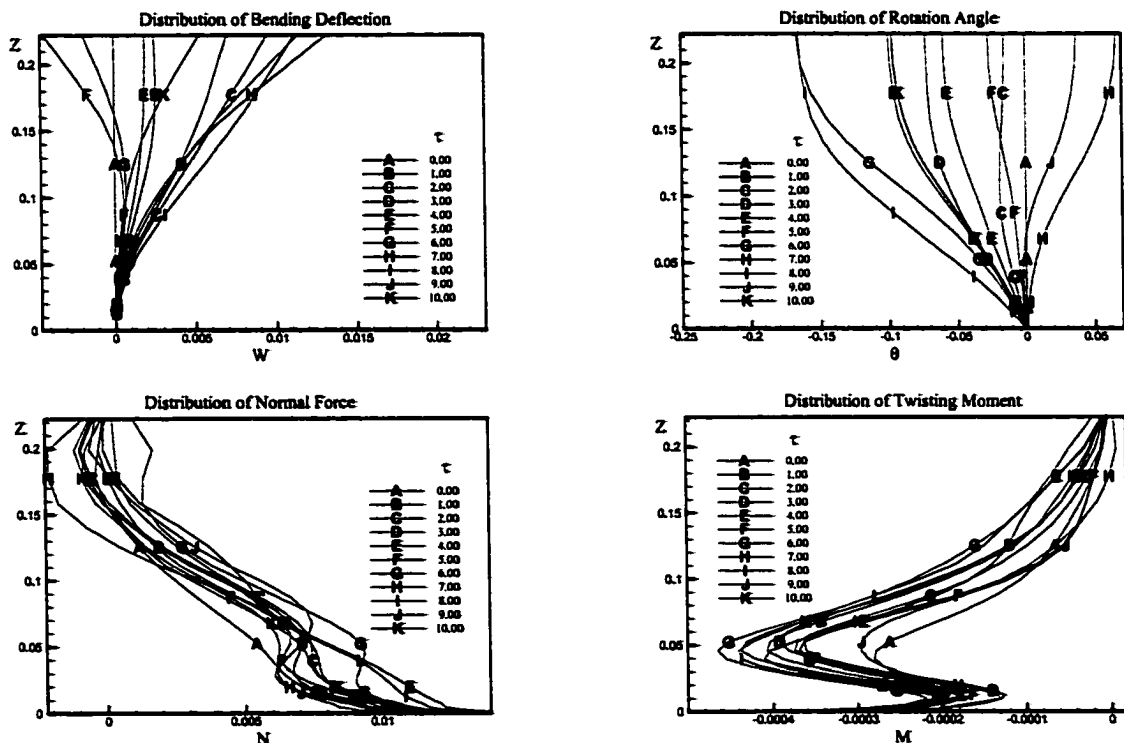 Distribution of Bending Deflection
Z
0.2
0.15
0.1
0.05
0
0 0.005 0.01 0.015 0.02
W
τ
A 0.00
B 1.00
C 2.00
D 3.00
E 4.00
F 5.00
G 6.00
H 7.00
I 8.00
J 9.00
K 10.00
Distribution of Rotation Angle
Z
0.2
0.15
0.1
0.05
0
-0.25 -0.2 -0.15 -0.1 -0.05 0 0.05
θ
τ
A 0.00
B 1.00
C 2.00
D 3.00
E 4.00
F 5.00
G 6.00
H 7.00
I 8.00
J 9.00
K 10.00
Distribution of Normal Force
Z
0.2
0.15
0.1
0.05
0
0 0.005 0.01
N
τ
A 0.00
B 1.00
C 2.00
D 3.00
E 4.00
F 5.00
G 6.00
H 7.00
I 8.00
J 9.00
K 10.00
Distribution of Twisting Moment
Z
0.2
0.15
0.1
0.05
0
-0.0004 -0.0003 -0.0002 -0.0001 0
M
τ
A 0.00
B 1.00
C 2.00
D 3.00
E 4.00
F 5.00
G 6.00
H 7.00
I 8.00
J 9.00
K 10.00